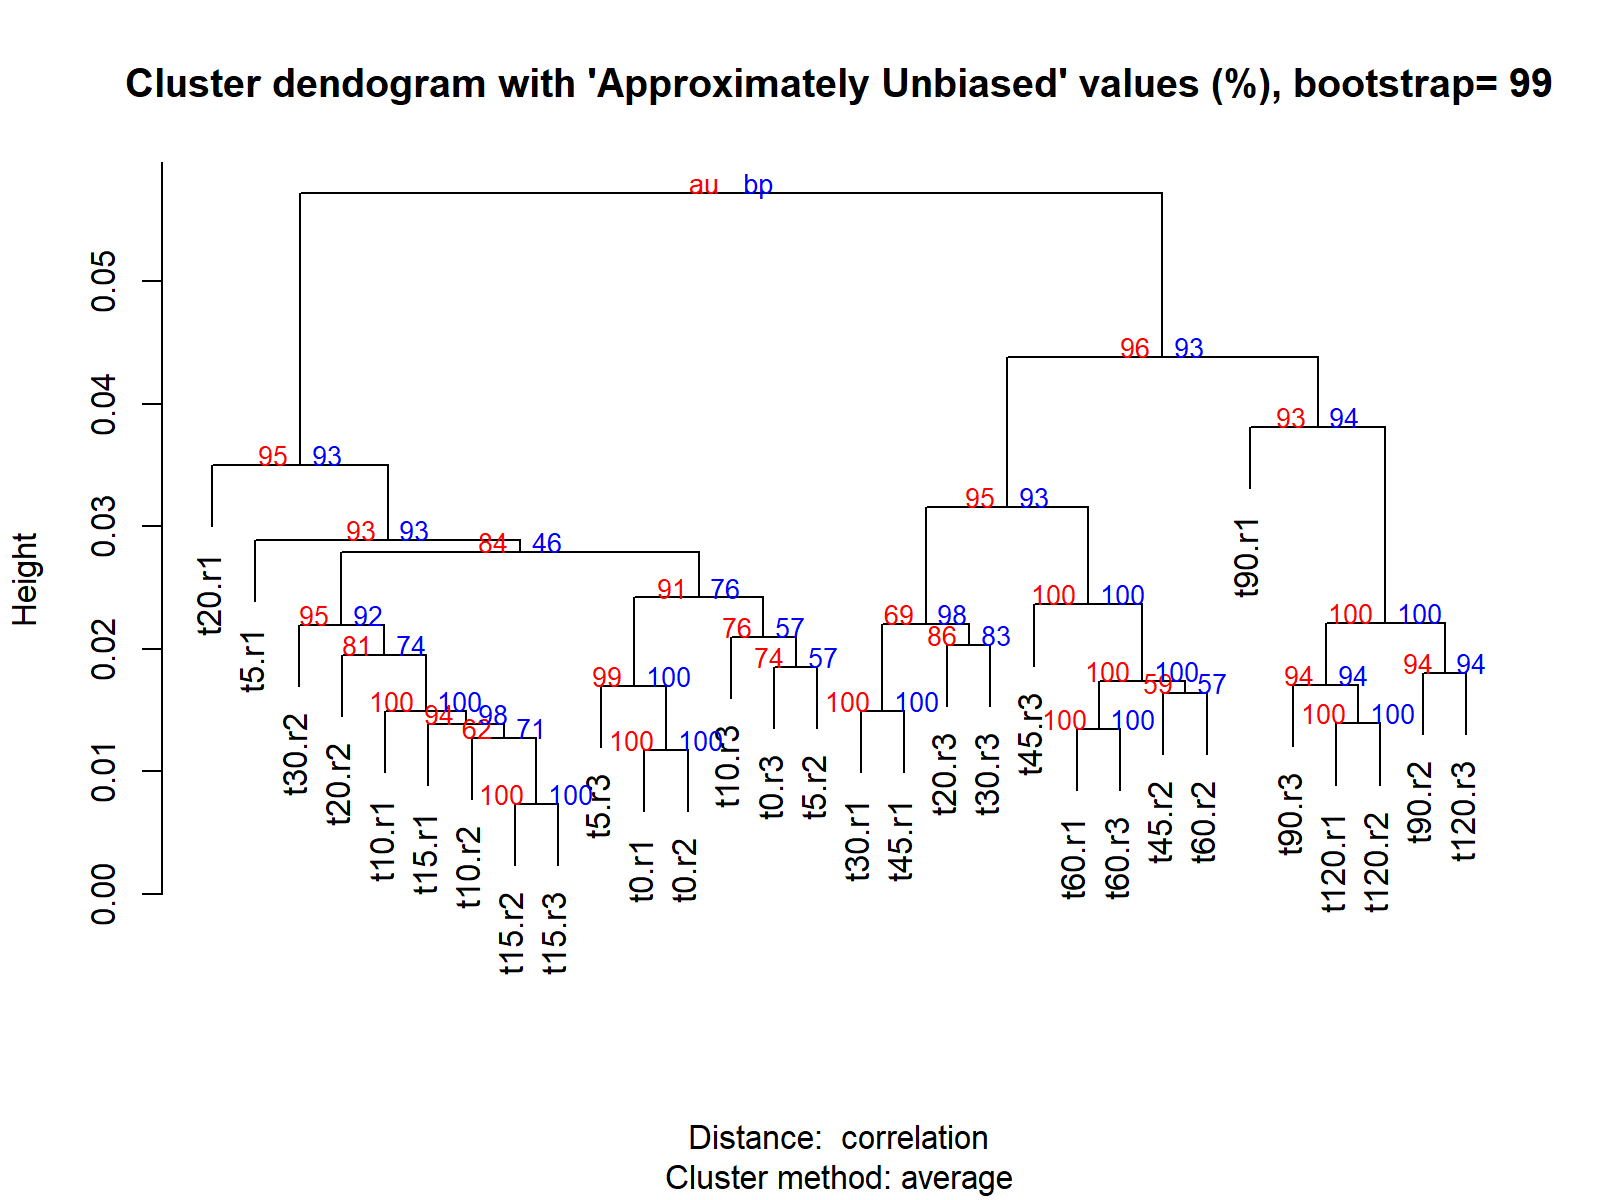 Cluster dendogram with 'Approximately Unbiased' values (%), bootstrap= 99
au bp
96 93
93 94
95 93
95 93
93 93
84 46
91 76
100 100
95 92
69 98
100 100
76 57
86 83
81 74
74 57
94 94
99 100
100 100
59 57
94 94
100 100
100 100
94 98
100 100
62 71
100 100
100 100
100 100
Height
0.05
0.04
0.03
0.02
0.01
0.00
t20.r1
t5.r1
t30.r2
t20.r2
t10.r1
t15.r1
t10.r2
t15.r2
t15.r3
t5.r3
t0.r1
t0.r2
t10.r3
t0.r3
t5.r2
t30.r1
t45.r1
t20.r3
t30.r3
t45.r3
t60.r1
t60.r3
t45.r2
t60.r2
t90.r1
t90.r3
t120.r1
t120.r2
t90.r2
t120.r3
Distance: correlation
Cluster method: average